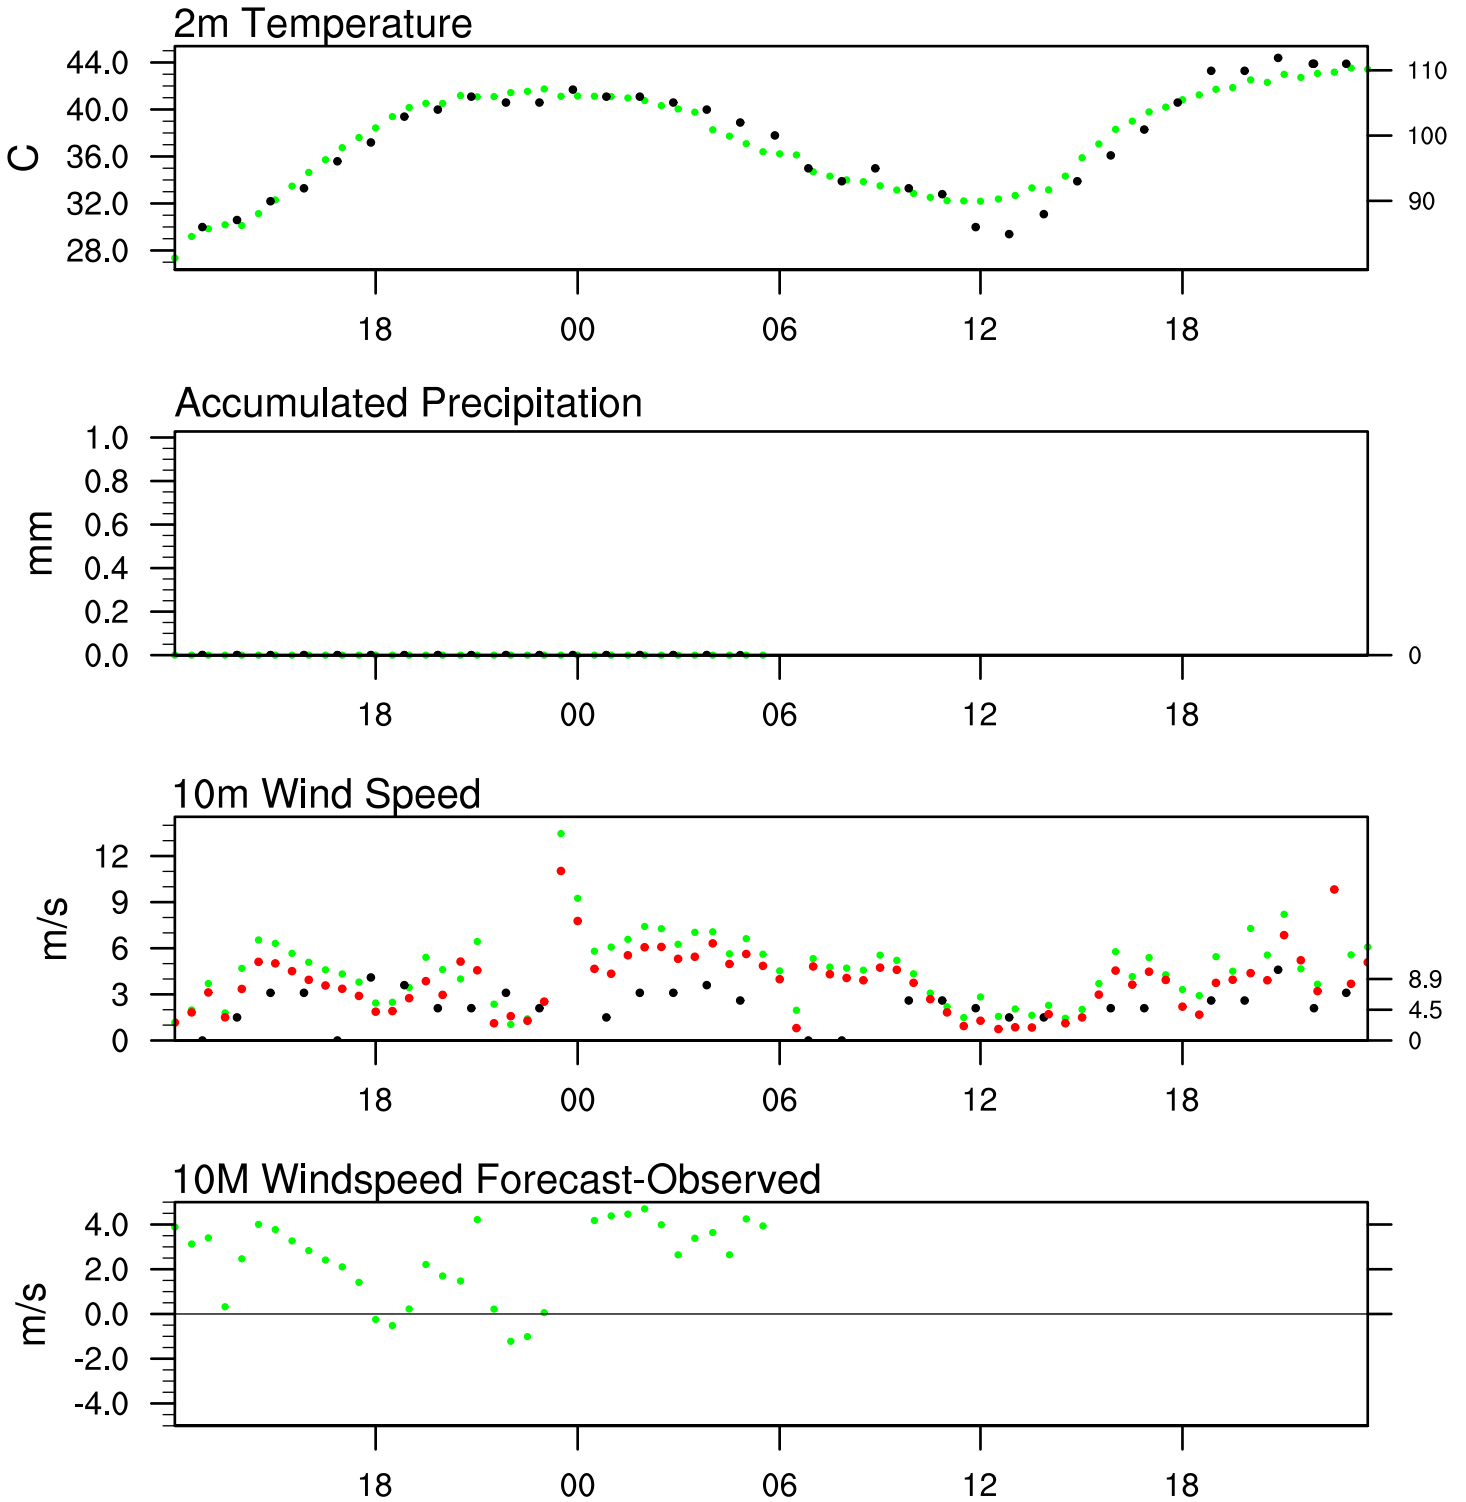 2m Temperature
44.0
40.0
36.0
32.0
28.0
C
110
100
90
18 00 06 12 18
Accumulated Precipitation
1.0
0.8
0.6
0.4
0.2
0.0
mm
0
18 00 06 12 18
10m Wind Speed
12
9
6
3
0
m/s
8.9
4.5
0
18 00 06 12 18
10M Windspeed Forecast-Observed
4.0
2.0
0.0
-2.0
-4.0
m/s
18 00 06 12 18